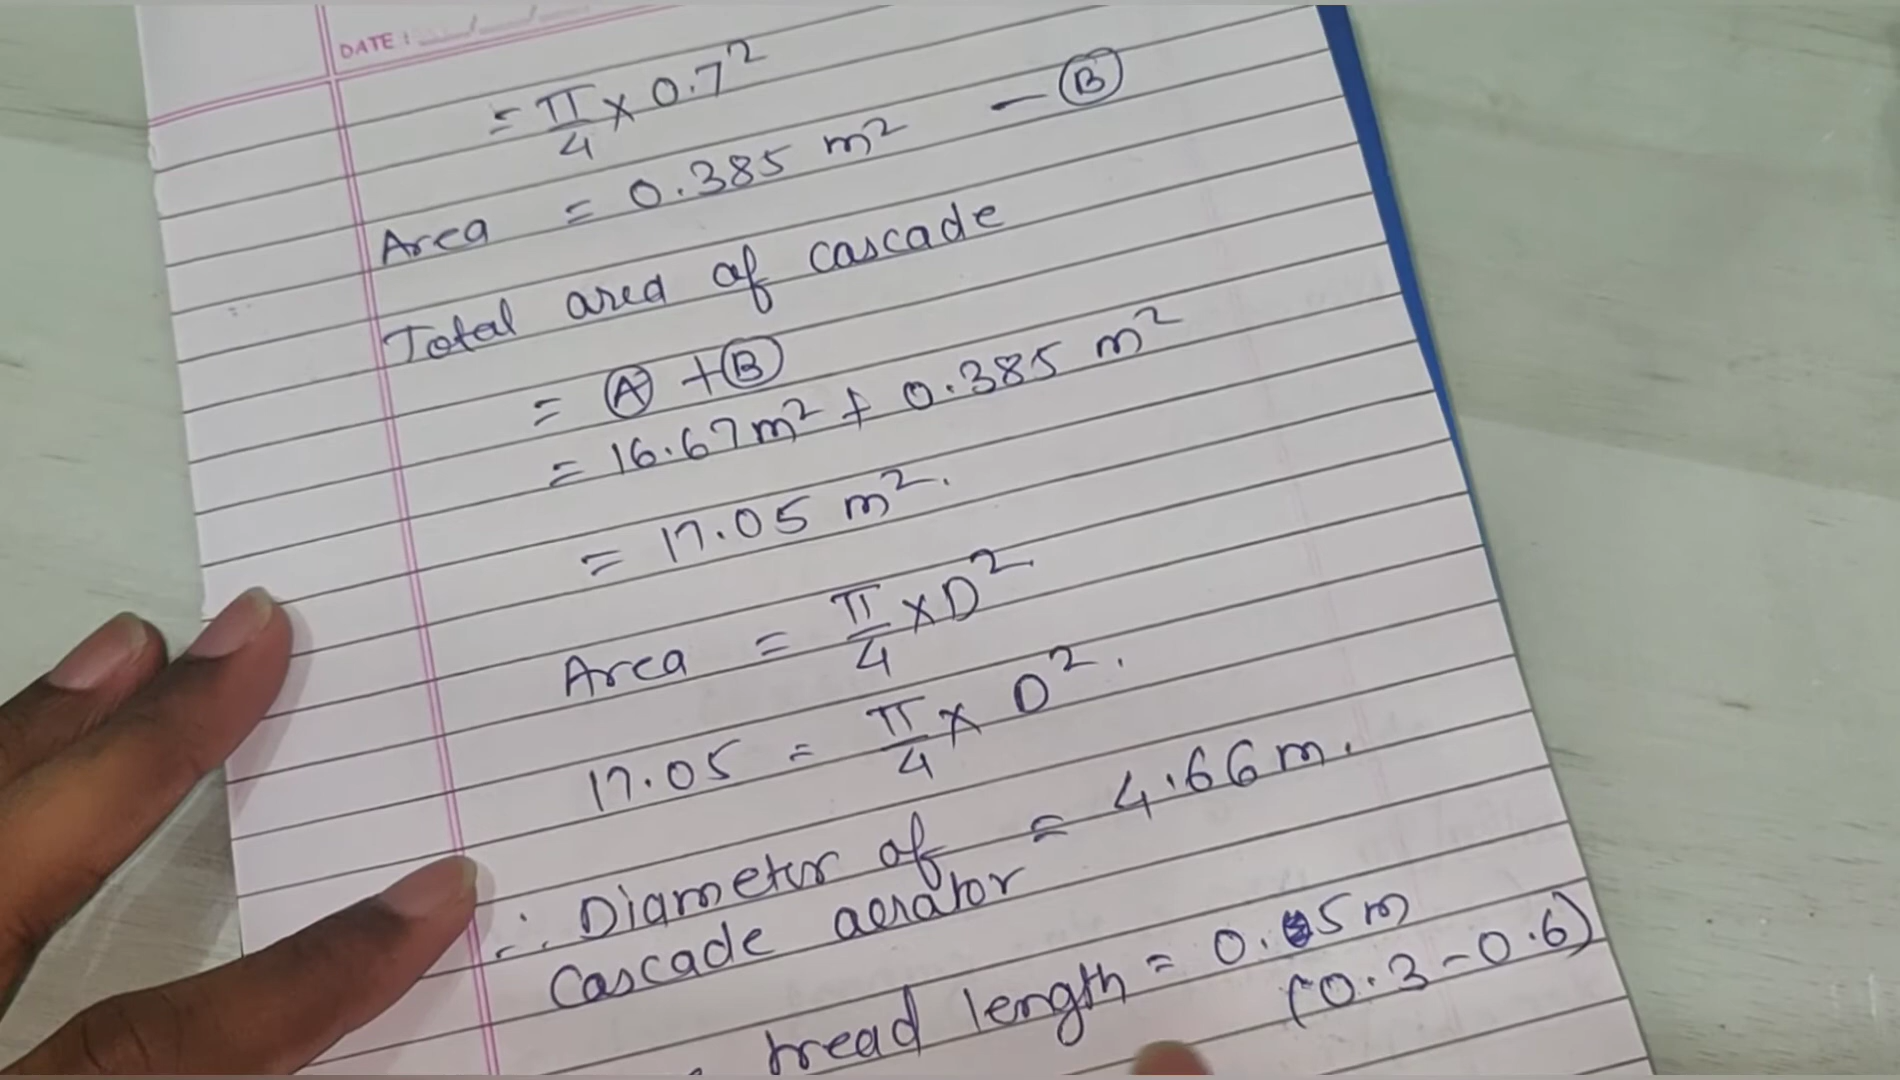 DATE :
= π/4 × 0.7²
Area = 0.385 m² — Ⓑ
Total area of cascade
= Ⓐ + Ⓑ
= 16.67 m² + 0.385 m²
= 17.05 m².
Area = π/4 × D²
17.05 = π/4 × D².
∴ Diameter of = 4.66 m.
Cascade aerator
tread length = 0.5 m
(0.3 - 0.6)